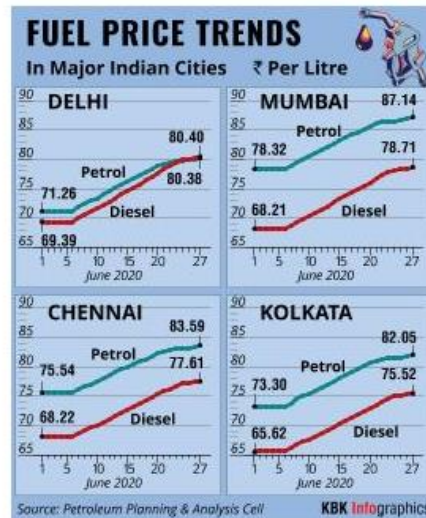 FUEL PRICE TRENDS
In Major Indian Cities ₹ Per Litre
DELHI
90
85
80
75
70
65
80.40
Petrol
80.38
71.26
Diesel
69.39
1 5 10 15 20 27
June 2020
MUMBAI
90
85
80
75
70
65
87.14
Petrol
78.32
78.71
68.21
Diesel
1 5 10 15 20 27
June 2020
CHENNAI
90
85
80
75
70
65
83.59
Petrol
75.54
77.61
68.22
Diesel
1 5 10 15 20 27
June 2020
KOLKATA
90
85
80
75
70
65
82.05
Petrol
73.30
75.52
65.62
Diesel
1 5 10 15 20 27
June 2020
Source: Petroleum Planning & Analysis Cell KBK Infographics